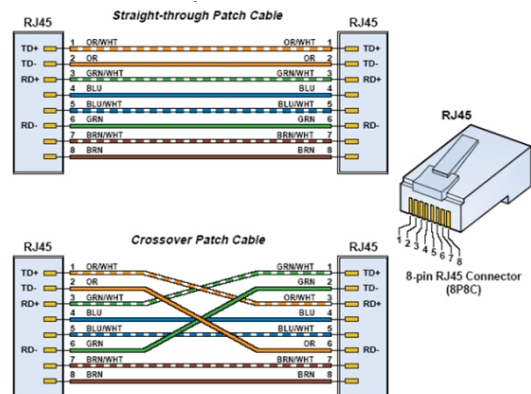 Straight-through Patch Cable
RJ45 RJ45
TD+ 1 OR/WHT OR/WHT 1 TD+
TD- 2 OR OR 2 TD-
RD+ 3 GRN/WHT GRN/WHT 3 RD+
4 BLU BLU 4
5 BLU/WHT BLU/WHT 5
RD- 6 GRN GRN 6 RD-
7 BRN/WHT BRN/WHT 7
8 BRN BRN 8
RJ45
1 2 3 4 5 6 7 8
8-pin RJ45 Connector
(8P8C)
Crossover Patch Cable
RJ45 RJ45
TD+ 1 OR/WHT GRN/WHT 1 TD+
TD- 2 OR GRN 2 TD-
RD+ 3 GRN/WHT OR/WHT 3 RD+
4 BLU BLU 4
5 BLU/WHT BLU/WHT 5
RD- 6 GRN OR 6 RD-
7 BRN/WHT BRN/WHT 7
8 BRN BRN 8